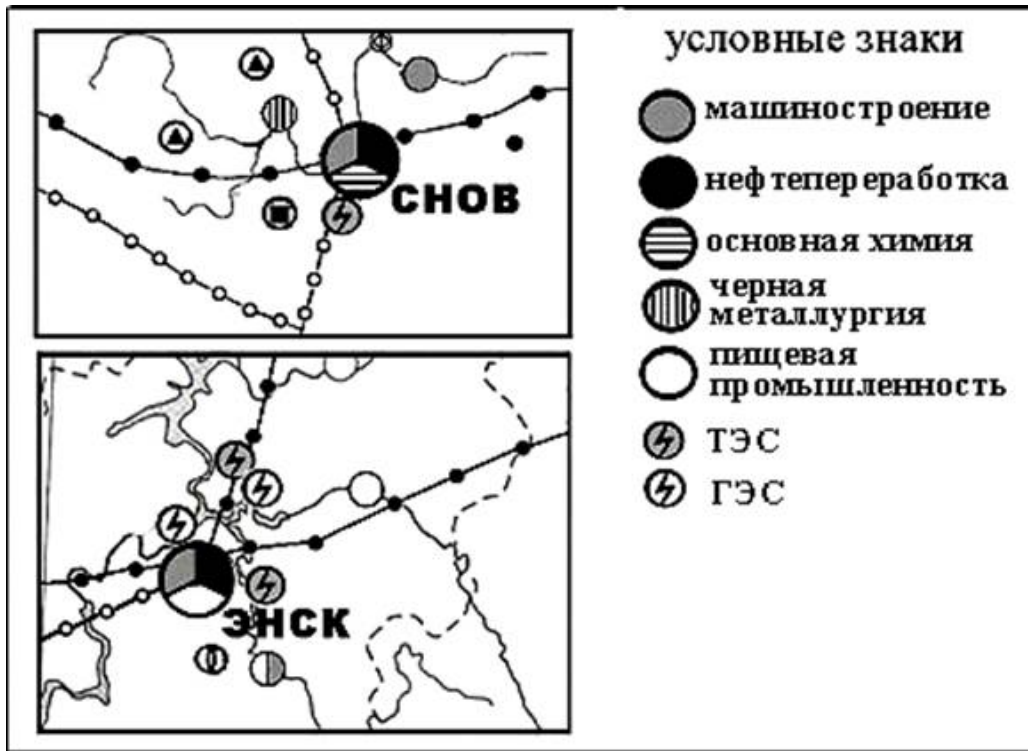 условные знаки
машиностроение
нефтепереработка
СНОВ
основная химия
черная
металлургия
пищевая
промышленность
ТЭС
ГЭС
ЭНСК